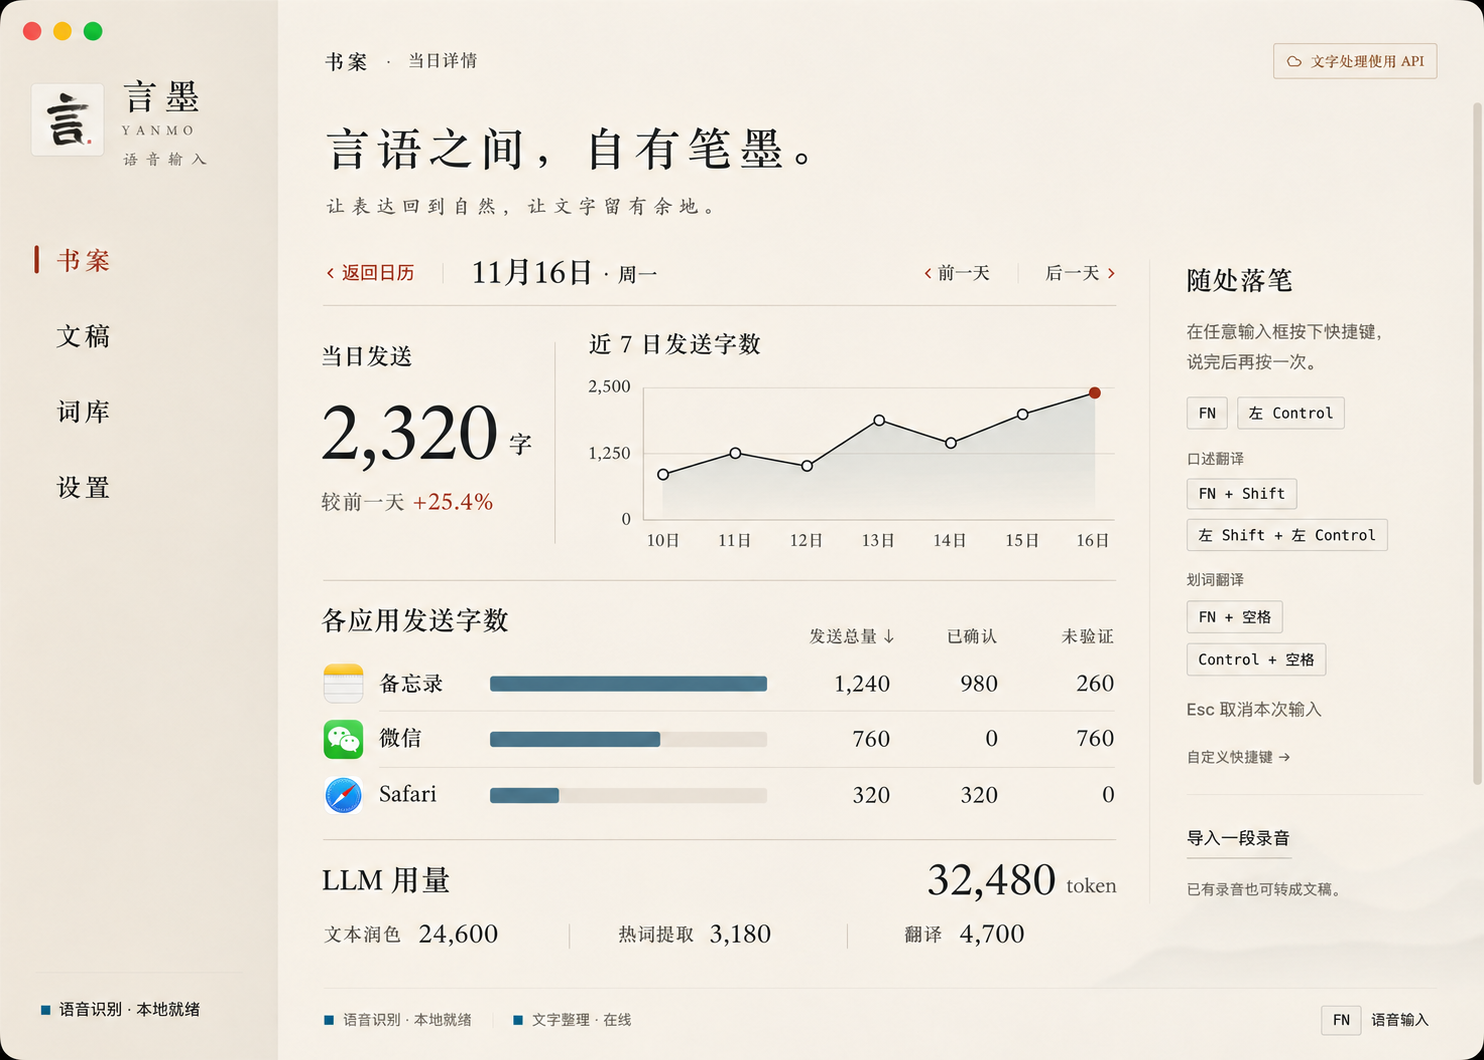 言
言墨
YANMO
语音输入
书案
文稿
词库
设置
语音识别 · 本地就绪
书案 · 当日详情
文字处理使用 API
言语之间，自有笔墨。
让表达回到自然，让文字留有余地。
返回日历
11月16日 · 周一
前一天
后一天
当日发送
2,320 字
较前一天 +25.4%
近 7 日发送字数
2,500
1,250
0
10日 11日 12日 13日 14日 15日 16日
各应用发送字数
发送总量 ↓ 已确认 未验证
备忘录 1,240 980 260
微信 760 0 760
Safari 320 320 0
LLM 用量
32,480 token
文本润色 24,600
热词提取 3,180
翻译 4,700
随处落笔
在任意输入框按下快捷键，
说完后再按一次。
FN 左 Control
口述翻译
FN + Shift
左 Shift + 左 Control
划词翻译
FN + 空格
Control + 空格
Esc 取消本次输入
自定义快捷键 →
导入一段录音
已有录音也可转成文稿。
语音识别 · 本地就绪
文字整理 · 在线
FN 语音输入